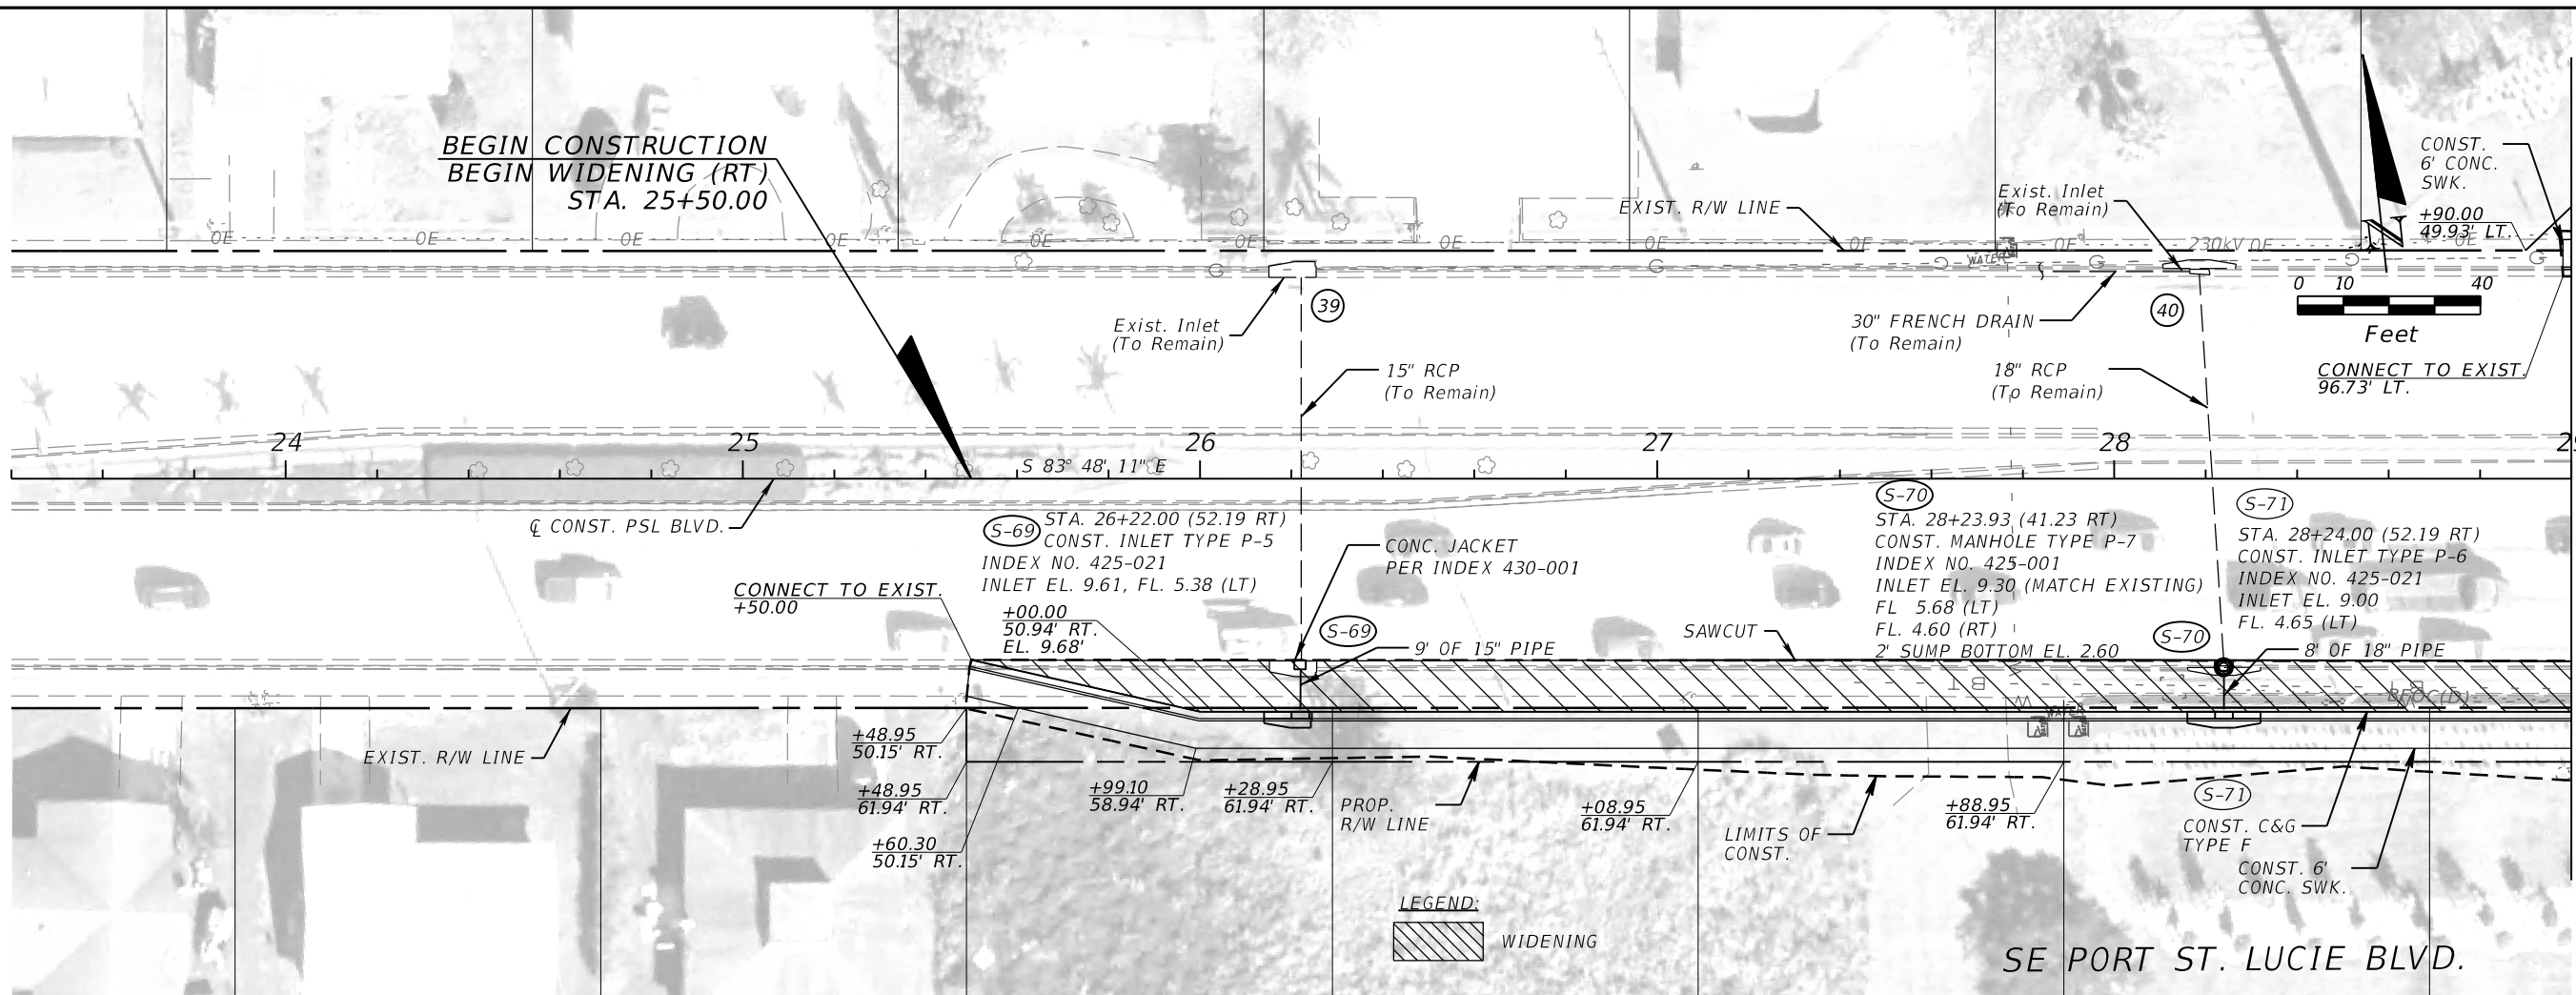 BEGIN CONSTRUCTION
BEGIN WIDENING (RT)
STA. 25+50.00
OE OE OE OE OE OE OE OE OE OE 230kV OE OE
EXIST. R/W LINE
Exist. Inlet
(To Remain)
CONST.
6' CONC.
SWK.
+90.00
49.93' LT.
N
0 10 40
Feet
CONNECT TO EXIST.
96.73' LT.
G G G G G G
WATER
39
Exist. Inlet
(To Remain)
15" RCP
(To Remain)
30" FRENCH DRAIN
(To Remain)
40
18" RCP
(To Remain)
24 25 26 27 28
S 83° 48' 11" E
℄ CONST. PSL BLVD.
S-69
STA. 26+22.00 (52.19 RT)
CONST. INLET TYPE P-5
INDEX NO. 425-021
INLET EL. 9.61, FL. 5.38 (LT)
CONC. JACKET
PER INDEX 430-001
S-70
STA. 28+23.93 (41.23 RT)
CONST. MANHOLE TYPE P-7
INDEX NO. 425-001
INLET EL. 9.30 (MATCH EXISTING)
FL 5.68 (LT)
FL. 4.60 (RT)
2' SUMP BOTTOM EL. 2.60
S-71
STA. 28+24.00 (52.19 RT)
CONST. INLET TYPE P-6
INDEX NO. 425-021
INLET EL. 9.00
FL. 4.65 (LT)
CONNECT TO EXIST.
+50.00
+00.00
50.94' RT.
EL. 9.68'
S-69
9' OF 15" PIPE
SAWCUT
S-70
8' OF 18" PIPE
BT
W
W
BT
BFOC(D)
WATER
EXIST. R/W LINE
+48.95
50.15' RT.
+48.95
61.94' RT.
+60.30
50.15' RT.
+99.10
58.94' RT.
+28.95
61.94' RT.
PROP.
R/W LINE
+08.95
61.94' RT.
LIMITS OF
CONST.
+88.95
61.94' RT.
S-71
CONST. C&G
TYPE F
CONST. 6'
CONC. SWK.
LEGEND:
WIDENING
SE PORT ST. LUCIE BLVD.